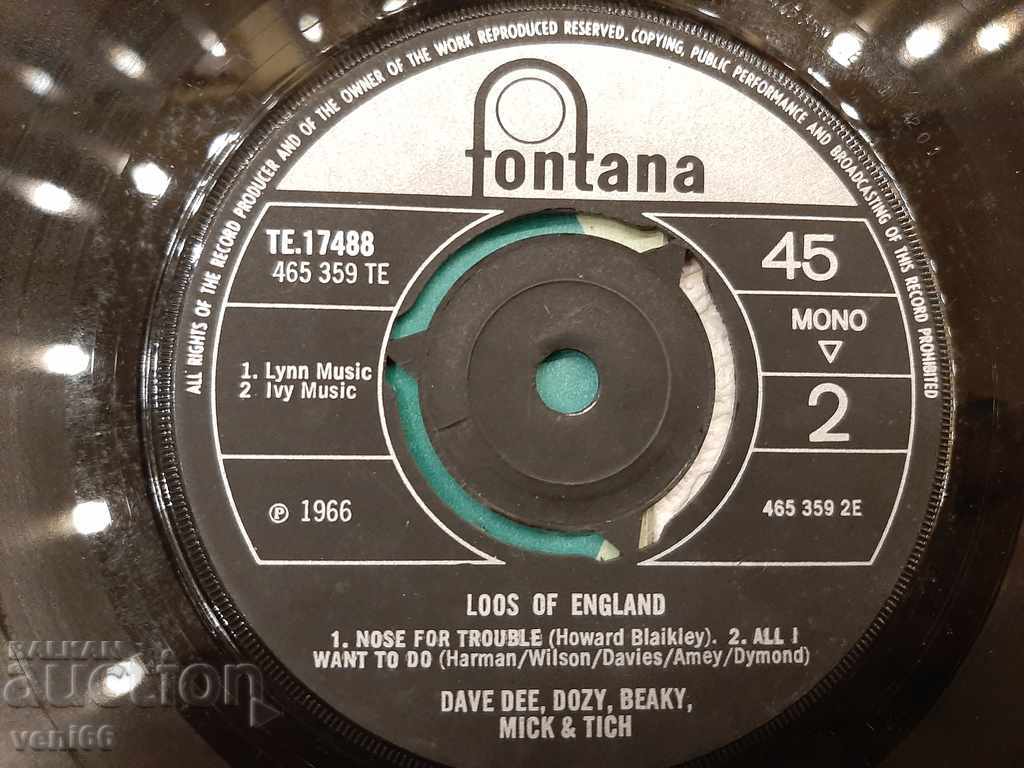 ALL RIGHTS OF THE RECORD PRODUCER AND OF THE OWNER OF THE WORK REPRODUCED RESERVED. COPYING, PUBLIC PERFORMANCE AND BROADCASTING OF THIS RECORD PROHIBITED
fontana
TE.17488
465 359 TE
45
MONO
1. Lynn Music
2 Ivy Music
2
℗ 1966
465 359 2E
LOOS OF ENGLAND
1. NOSE FOR TROUBLE (Howard Blaikley). 2. ALL I
WANT TO DO (Harman/Wilson/Davies/Amey/Dymond)
DAVE DEE, DOZY, BEAKY,
MICK & TICH
BALKAN
auction
veni66